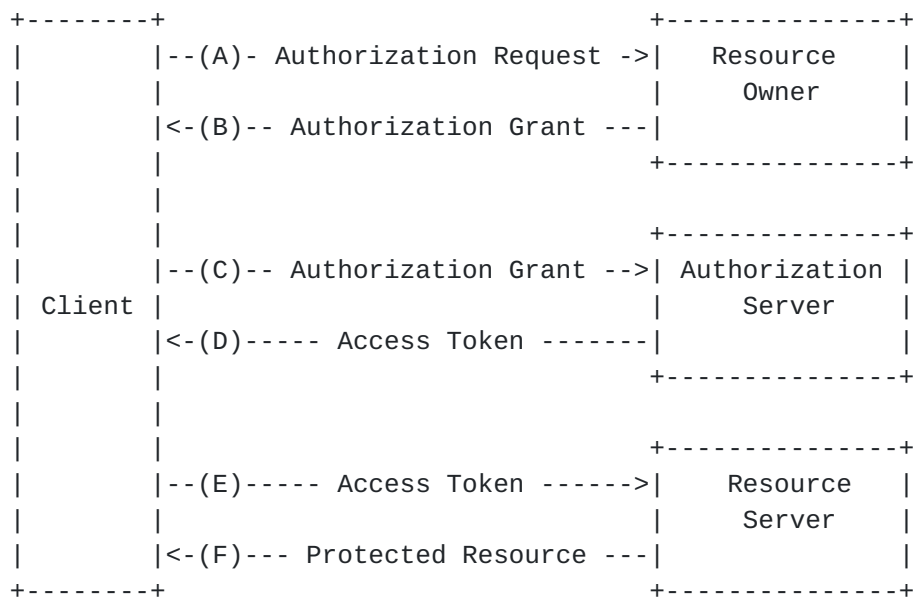 +--------+                               +---------------+
|        |--(A)- Authorization Request ->|   Resource    |
|        |                               |     Owner     |
|        |<-(B)-- Authorization Grant ---|               |
|        |                               +---------------+
|        |
|        |                               +---------------+
|        |--(C)-- Authorization Grant -->| Authorization |
| Client |                               |     Server    |
|        |<-(D)----- Access Token -------|               |
|        |                               +---------------+
|        |
|        |                               +---------------+
|        |--(E)----- Access Token ------>|    Resource   |
|        |                               |     Server    |
|        |<-(F)--- Protected Resource ---|               |
+--------+                               +---------------+